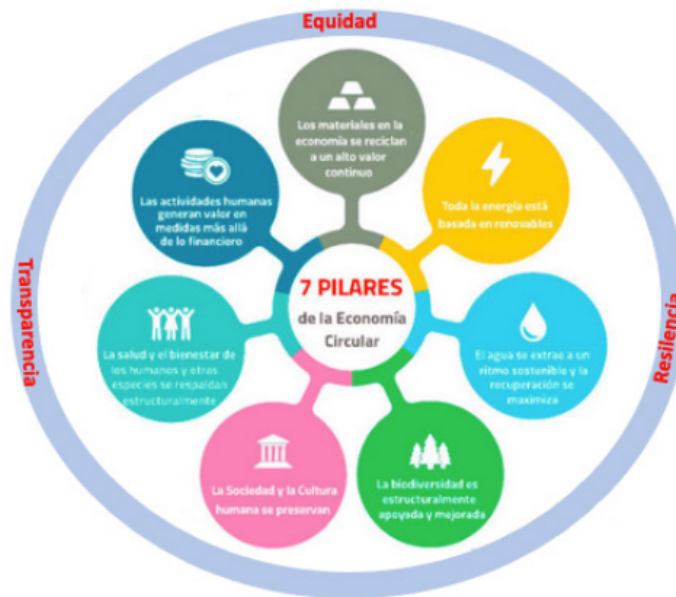 Equidad
Los materiales en la
economía se reciclan
a un alto valor
continuo
Toda la energía está
basada en renovables
El agua se extrae a un
ritmo sostenible y la
recuperación se
maximiza
La biodiversidad es
estructuralmente
apoyada y mejorada
La Sociedad y la Cultura
humana se preservan
La salud y el bienestar de
los humanos y otras
especies se respaldan
estructuralmente
Las actividades humanas
generan valor en
medidas más allá
de lo financiero
7 PILARES
de la Economía
Circular
Transparencia
Resilencia